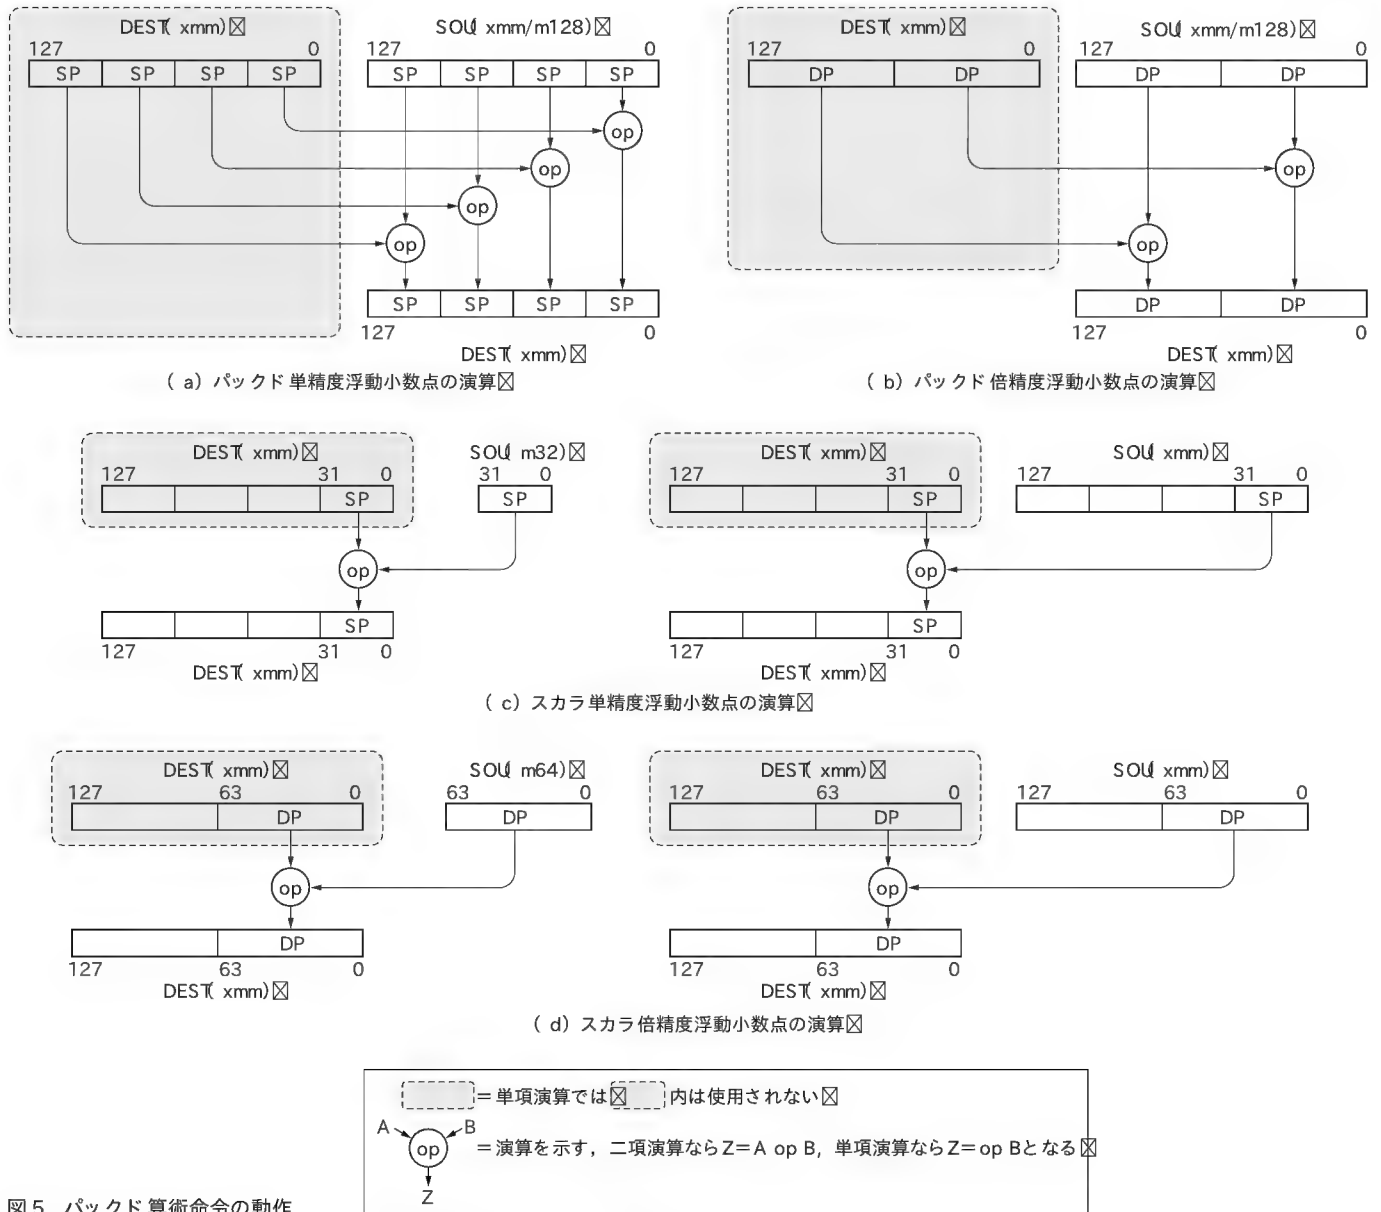 DEST( xmm)
SOU( xmm/m128)
127 0 127 0
SP SP SP SP SP SP SP SP
op
op
op
op
SP SP SP SP
127 0
DEST( xmm)
( a) パックド 単精度浮動小数点の演算
DEST( xmm)
SOU( xmm/m128)
127 0 127 0
DP DP DP DP
op
op
DP DP
127 0
DEST( xmm)
( b) パックド 倍精度浮動小数点の演算
DEST( xmm) SOU( m32)
127 31 0 31 0
SP SP
op
SP
127 31 0
DEST( xmm)
DEST( xmm) SOU( xmm)
127 31 0 127 31 0
SP SP
op
SP
127 31 0
DEST( xmm)
( c) スカラ単精度浮動小数点の演算
DEST( xmm) SOU( m64)
127 63 0 63 0
DP DP
op
DP
127 63 0
DEST( xmm)
DEST( xmm) SOU( xmm)
127 63 0 127 63 0
DP DP
op
DP
127 63 0
DEST( xmm)
( d) スカラ倍精度浮動小数点の演算
=単項演算では 内は使用されない
A B
op =演算を示す，二項演算ならZ=A op B，単項演算ならZ=op Bとなる
Z
図5 パックド 算術命令の動作